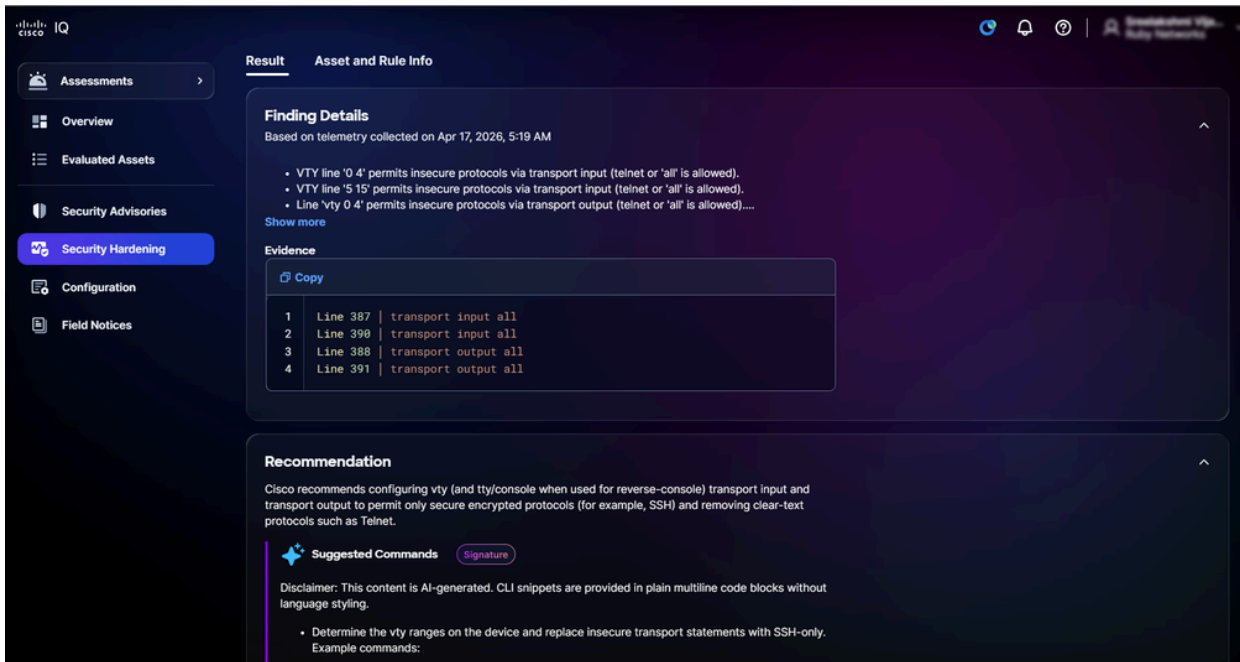 cisco IQ
Assessments
Overview
Evaluated Assets
Security Advisories
Security Hardening
Configuration
Field Notices
Result Asset and Rule Info
Finding Details
Based on telemetry collected on Apr 17, 2026, 5:19 AM
• VTY line '0 4' permits insecure protocols via transport input (telnet or 'all' is allowed).
• VTY line '5 15' permits insecure protocols via transport input (telnet or 'all' is allowed).
• Line 'vty 0 4' permits insecure protocols via transport output (telnet or 'all' is allowed)....
Show more
Evidence
Copy
1 Line 387 | transport input all
2 Line 390 | transport input all
3 Line 388 | transport output all
4 Line 391 | transport output all
Recommendation
Cisco recommends configuring vty (and tty/console when used for reverse-console) transport input and
transport output to permit only secure encrypted protocols (for example, SSH) and removing clear-text
protocols such as Telnet.
Suggested Commands Signature
Disclaimer: This content is AI-generated. CLI snippets are provided in plain multiline code blocks without
language styling.
• Determine the vty ranges on the device and replace insecure transport statements with SSH-only.
Example commands: